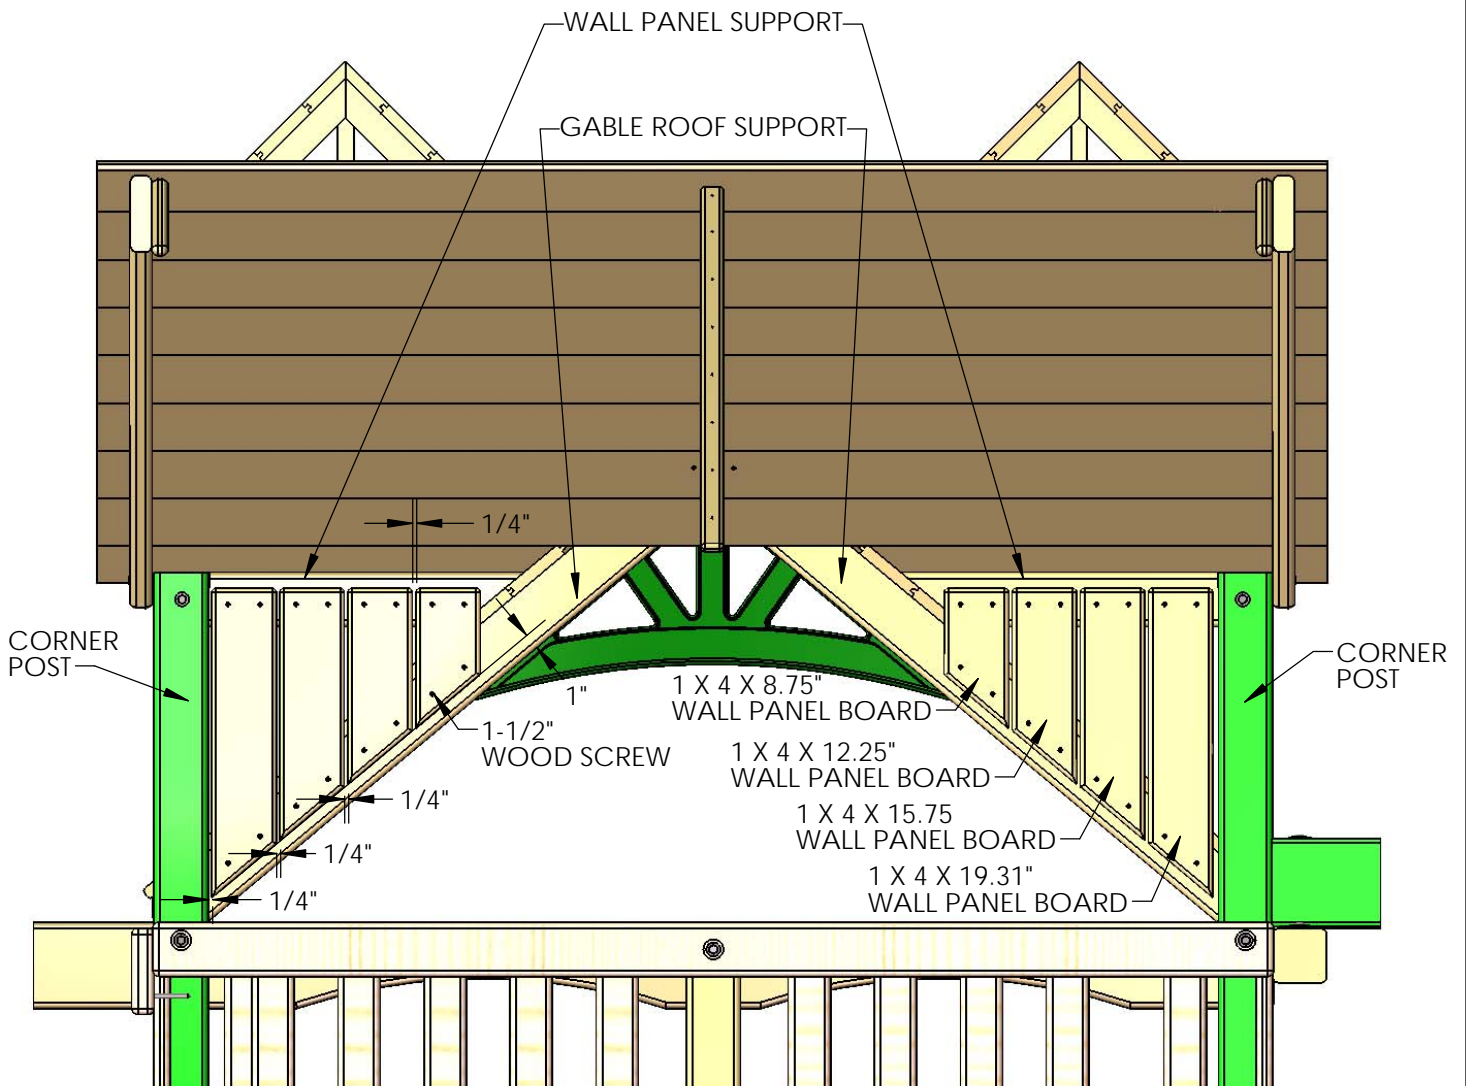 WALL PANEL SUPPORT
GABLE ROOF SUPPORT
1/4"
CORNER
POST
CORNER
POST
1"
1 X 4 X 8.75"
WALL PANEL BOARD
1-1/2"
WOOD SCREW
1 X 4 X 12.25"
WALL PANEL BOARD
1/4"
1 X 4 X 15.75
WALL PANEL BOARD
1/4"
1 X 4 X 19.31"
WALL PANEL BOARD
1/4"